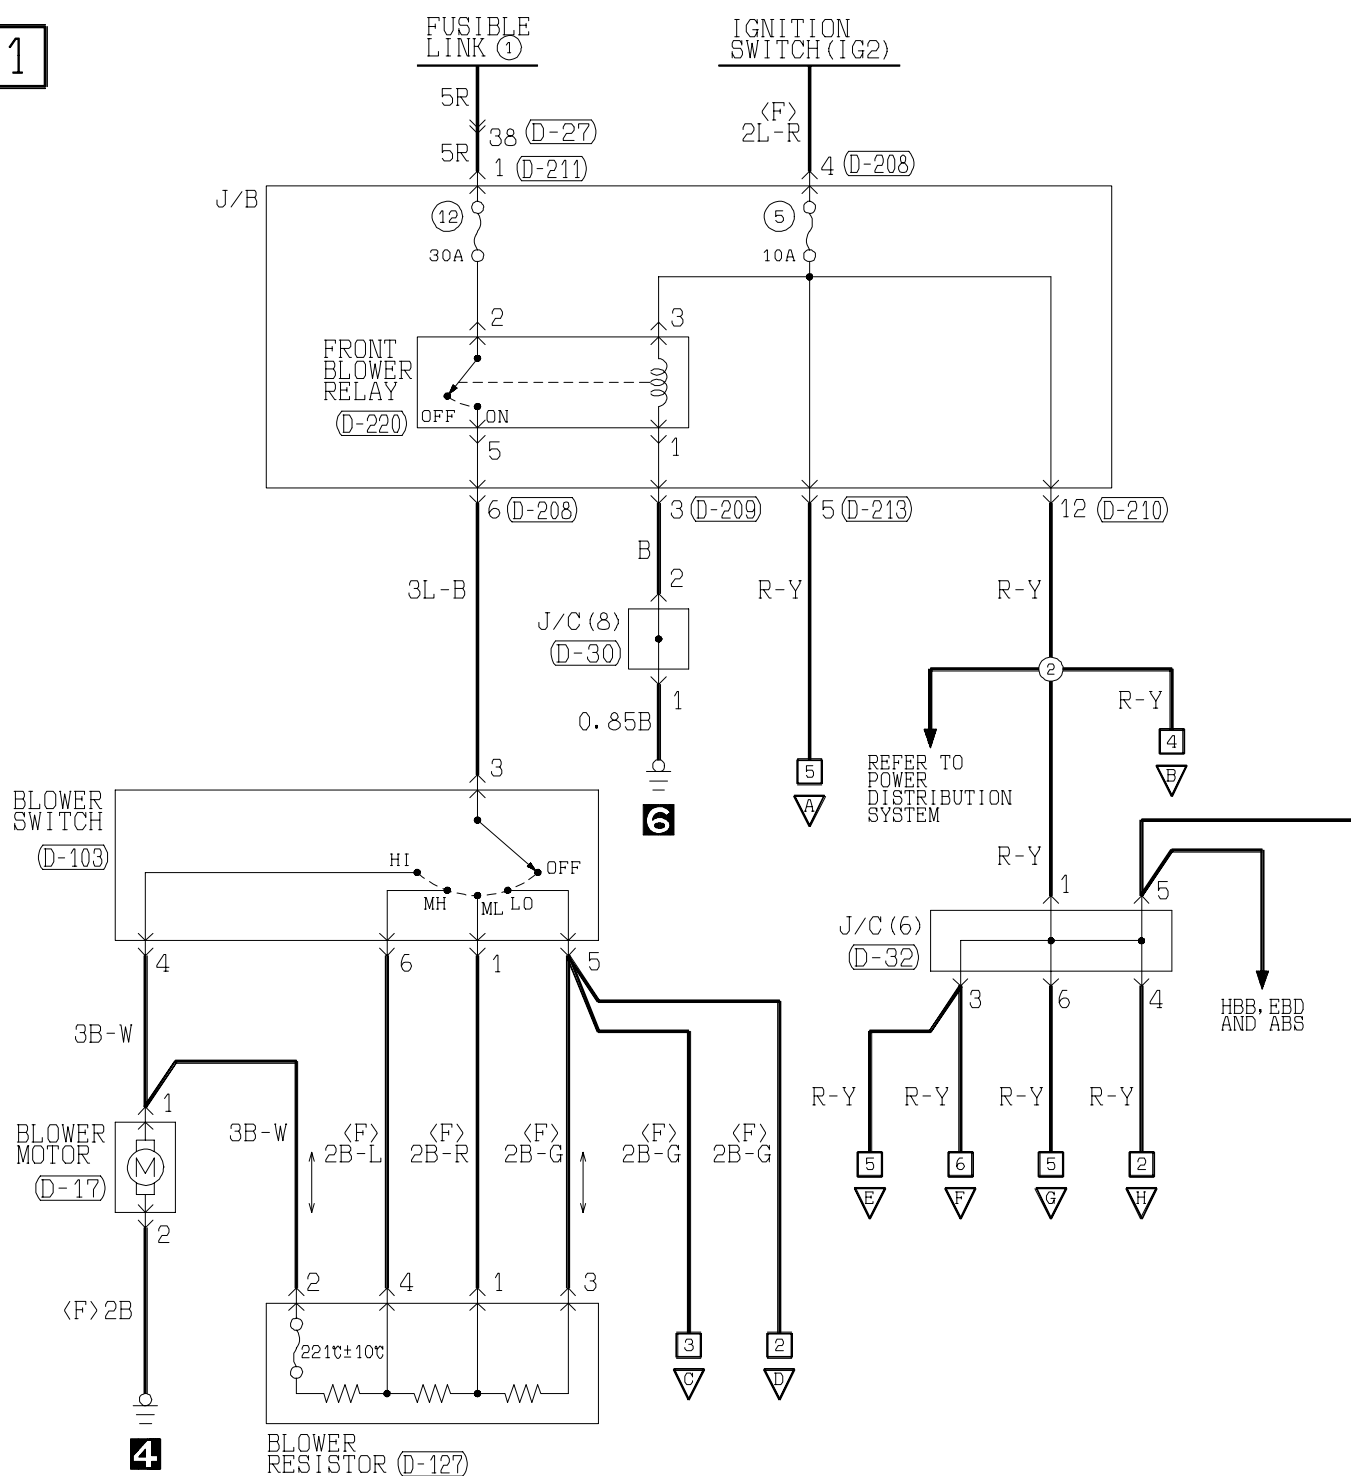 1
FUSIBLE
LINK ①
IGNITION
SWITCH(IG2)
5R
38 (D-27)
5R
1 (D-211)
<F>
2L-R
4 (D-208)
J/B
12
30A
5
10A
2
3
FRONT
BLOWER
RELAY
(D-220)
OFF
ON
5
1
6 (D-208)
3 (D-209)
5 (D-213)
12 (D-210)
3L-B
B
2
R-Y
R-Y
J/C(8)
(D-30)
1
0.85B
6
2
R-Y
4
B
5
A
REFER TO
POWER
DISTRIBUTION
SYSTEM
3
BLOWER
SWITCH
(D-103)
HI
OFF
MH
ML
LO
R-Y
1
5
J/C(6)
(D-32)
4
6
1
5
3
6
4
HBB,EBD
AND ABS
3B-W
1
BLOWER
MOTOR
(D-17)
M
2
3B-W
<F>
2B-L
<F>
2B-R
<F>
2B-G
<F>
2B-G
<F>
2B-G
R-Y
R-Y
R-Y
R-Y
5
E
6
F
5
G
2
H
<F>2B
2
4
1
3
221℃±10℃
3
C
2
D
4
BLOWER
RESISTOR (D-127)